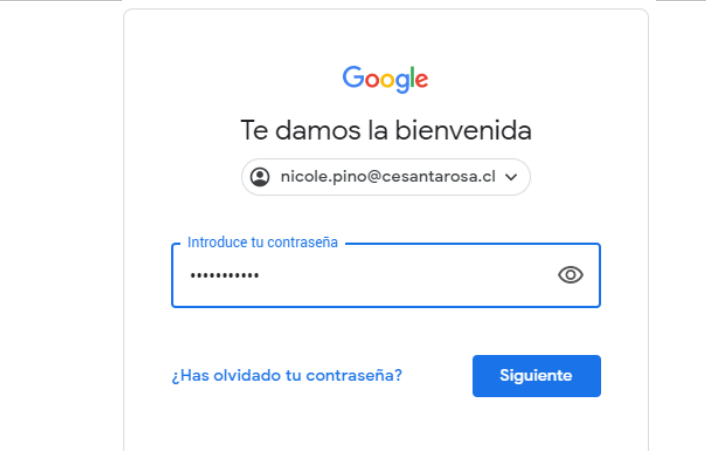 Google
Te damos la bienvenida
nicole.pino@cesantarosa.cl
Introduce tu contraseña
•••••••••••
¿Has olvidado tu contraseña? Siguiente